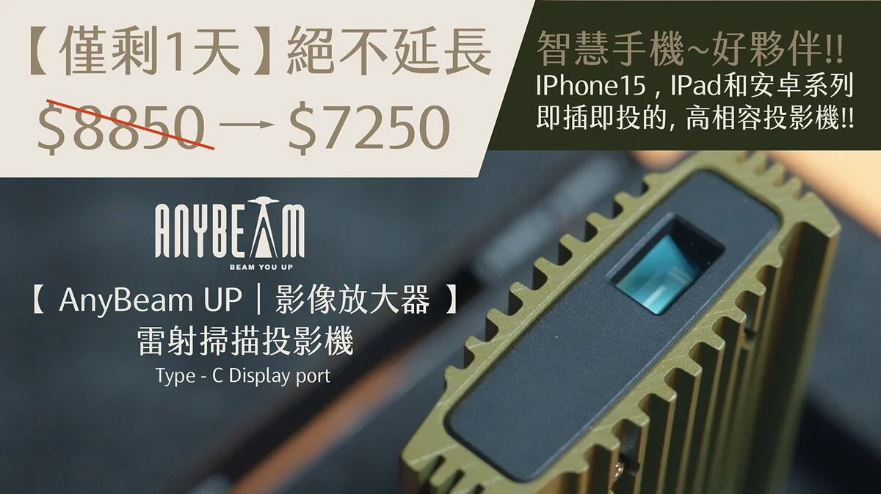 【僅剩1天】絕不延長
$8850 → $7250
智慧手機~好夥伴!!
IPhone15 , IPad和安卓系列
即插即投的, 高相容投影機!!
ANYBEAM
BEAM YOU UP
【 AnyBeam UP｜影像放大器 】
雷射掃描投影機
Type - C Display port